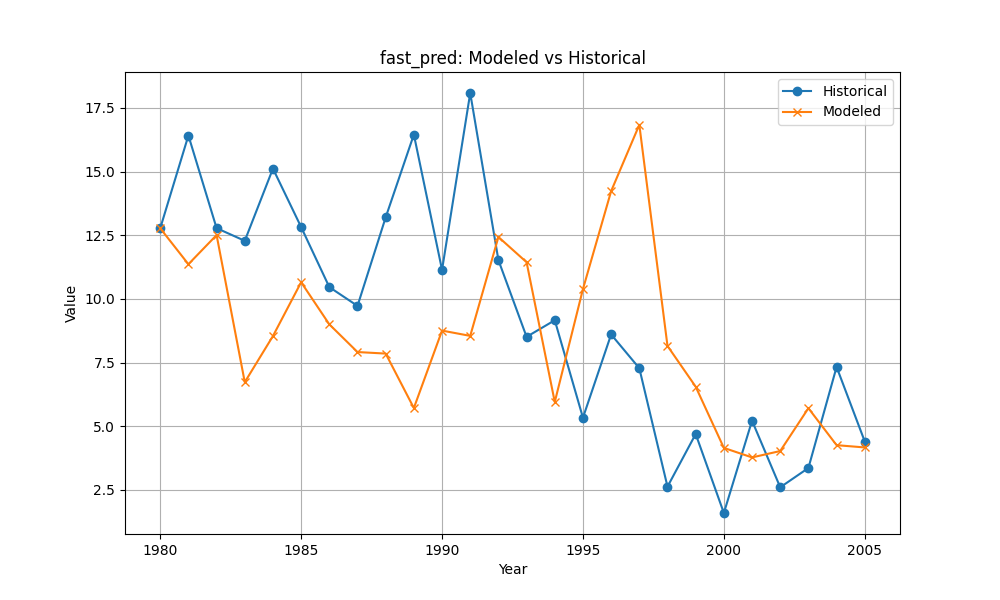 fast_pred: Modeled vs Historical
Historical
Modeled
Value
17.5
15.0
12.5
10.0
7.5
5.0
2.5
1980 1985 1990 1995 2000 2005
Year